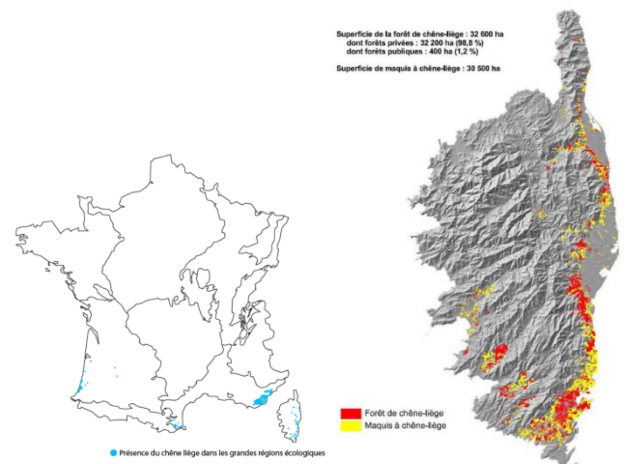 Superficie de la forêt de chêne-liège : 32 600 ha
dont forêts privées : 32 200 ha (98,8 %)
dont forêts publiques : 400 ha (1,2 %)
Superficie de maquis à chêne-liège : 30 500 ha
Forêt de chêne-liège
Maquis à chêne-liège
Présence du chêne liège dans les grandes régions écologiques